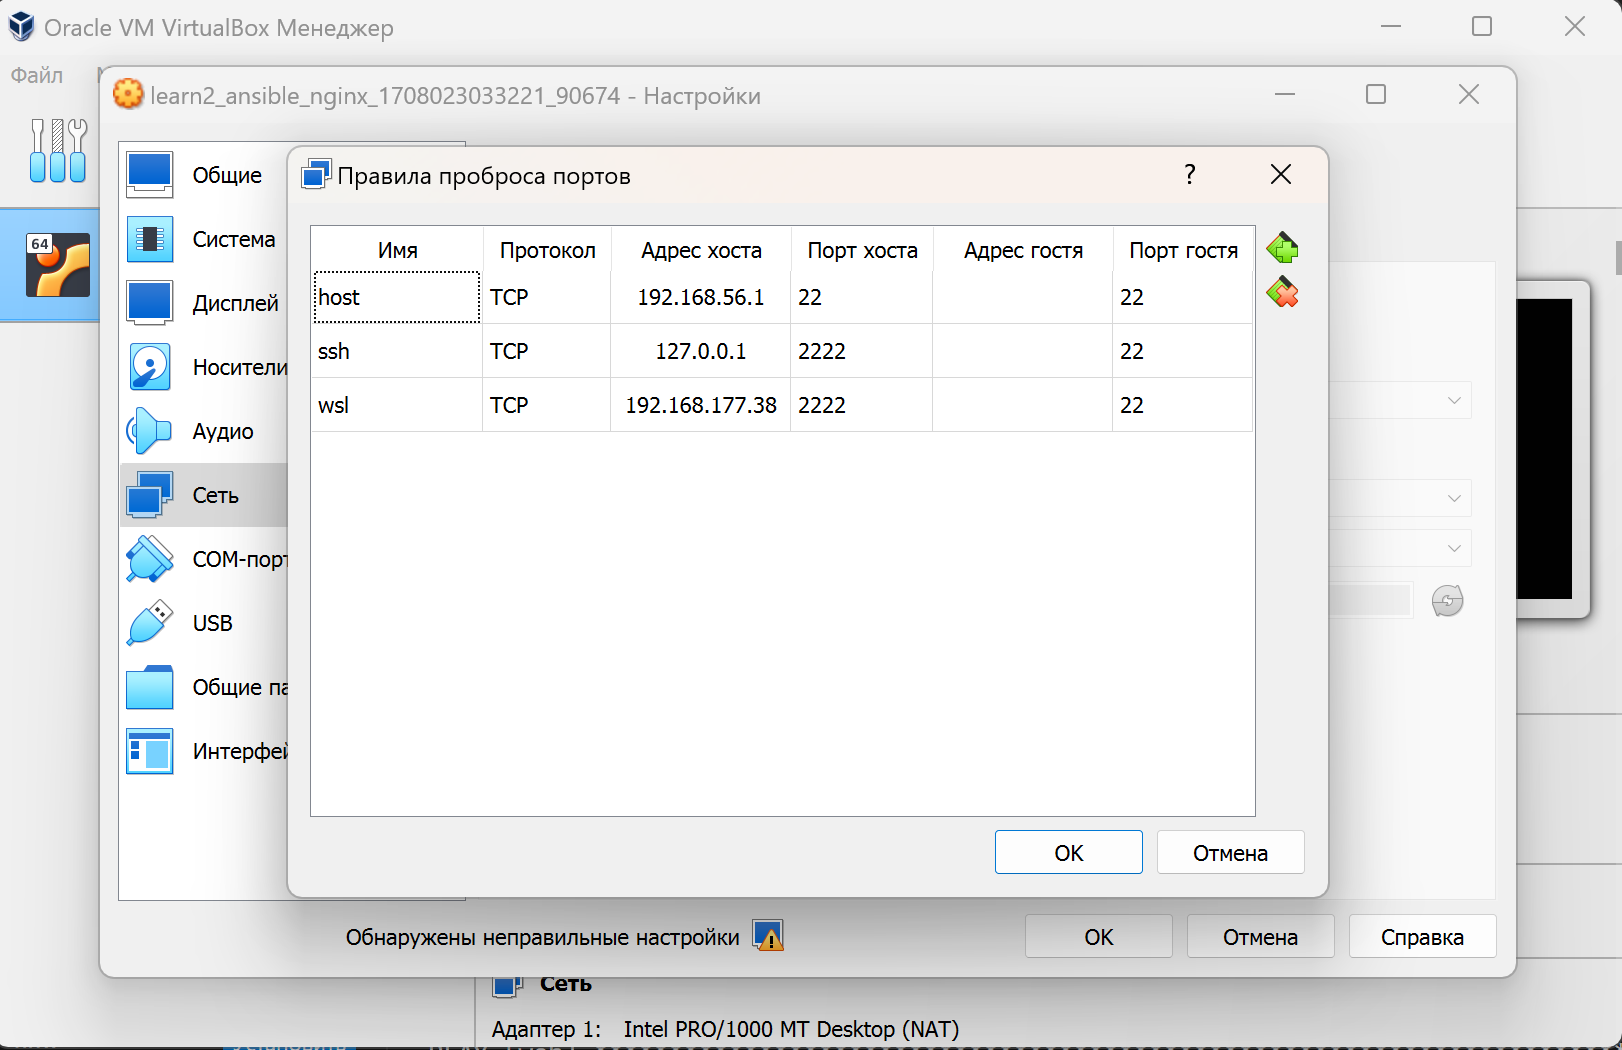 Oracle VM VirtualBox Менеджер
Файл
learn2_ansible_nginx_1708023033221_90674 - Настройки
64
Общие
Система
Дисплей
Носители
Аудио
Сеть
COM-порт
USB
Общие па
Интерфей
Правила проброса портов
?
Имя Протокол Адрес хоста Порт хоста Адрес гостя Порт гостя
host TCP 192.168.56.1 22 22
ssh TCP 127.0.0.1 2222 22
wsl TCP 192.168.177.38 2222 22
OK Отмена
Обнаружены неправильные настройки
OK Отмена Справка
Сеть
Адаптер 1: Intel PRO/1000 MT Desktop (NAT)